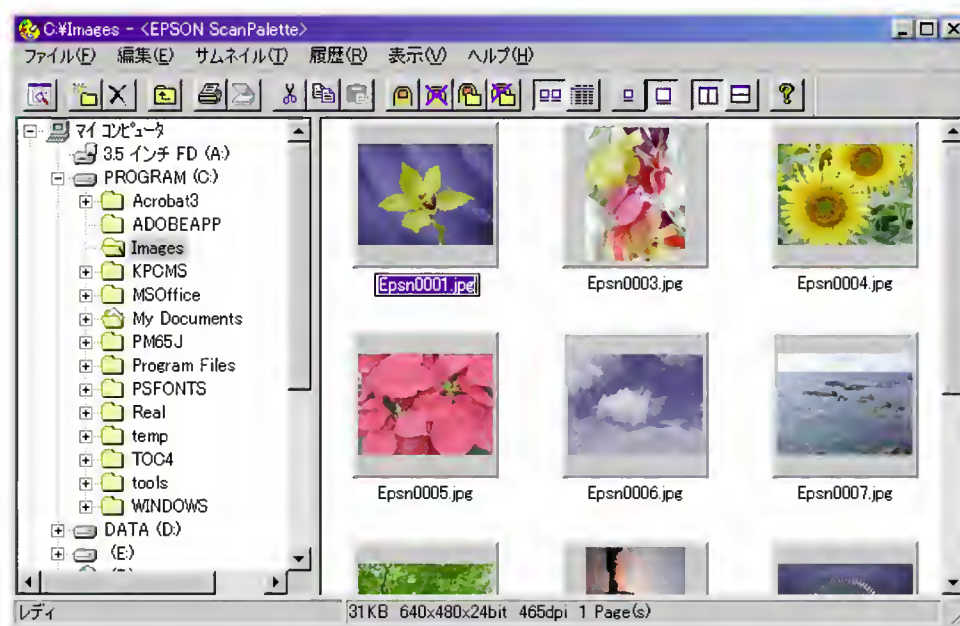 C:¥Images - <EPSON ScanPalette>
ファイル(F) 編集(E) サムネイル(T) 履歴(R) 表示(V) ヘルプ(H)
マイ コンピュータ
3.5 インチ FD (A:)
PROGRAM (C:)
Acrobat3
ADOBEAPP
Images
KPCMS
MSOffice
My Documents
PM65J
Program Files
PSFONTS
Real
temp
TOC4
tools
WINDOWS
DATA (D:)
(E:)
Epsn0001.jpg
Epsn0003.jpg
Epsn0004.jpg
Epsn0005.jpg
Epsn0006.jpg
Epsn0007.jpg
レディ
31KB 640x480x24bit 465dpi 1 Page(s)